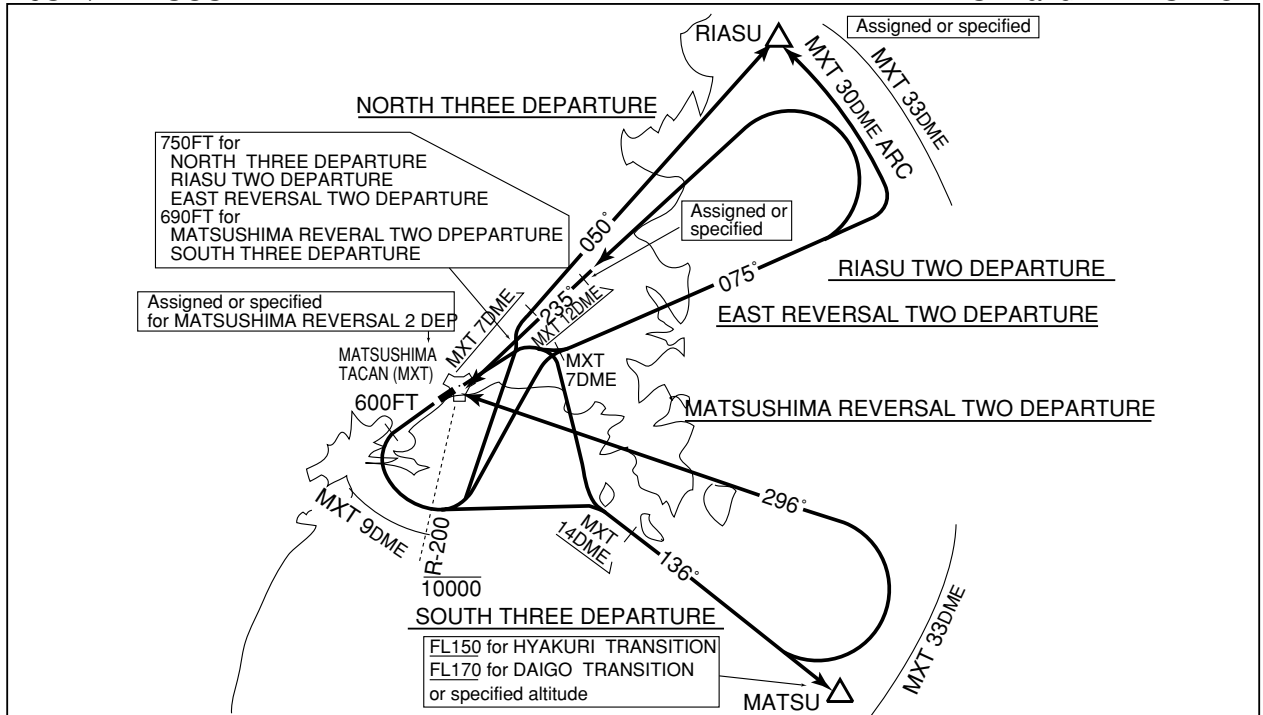 RIASU
Assigned or specified
MXT 33DME
MXT 30DME ARC
NORTH THREE DEPARTURE
750FT for
NORTH THREE DEPARTURE
RIASU TWO DEPARTURE
EAST REVERSAL TWO DEPARTURE
690FT for
MATSUSHIMA REVERAL TWO DPEPARTURE
SOUTH THREE DEPARTURE
Assigned or
specified
050°
075°
235°
RIASU TWO DEPARTURE
EAST REVERSAL TWO DEPARTURE
Assigned or specified
for MATSUSHIMA REVERSAL 2 DEP
MXT 7DME
MXT 12DME
MATSUSHIMA
TACAN (MXT)
MXT
7DME
600FT
MATSUSHIMA REVERSAL TWO DEPARTURE
296°
MXT 9DME
R-200
10000
MXT
14DME
136°
SOUTH THREE DEPARTURE
FL150 for HYAKURI TRANSITION
FL170 for DAIGO TRANSITION
or specified altitude
MATSU
MXT 33DME